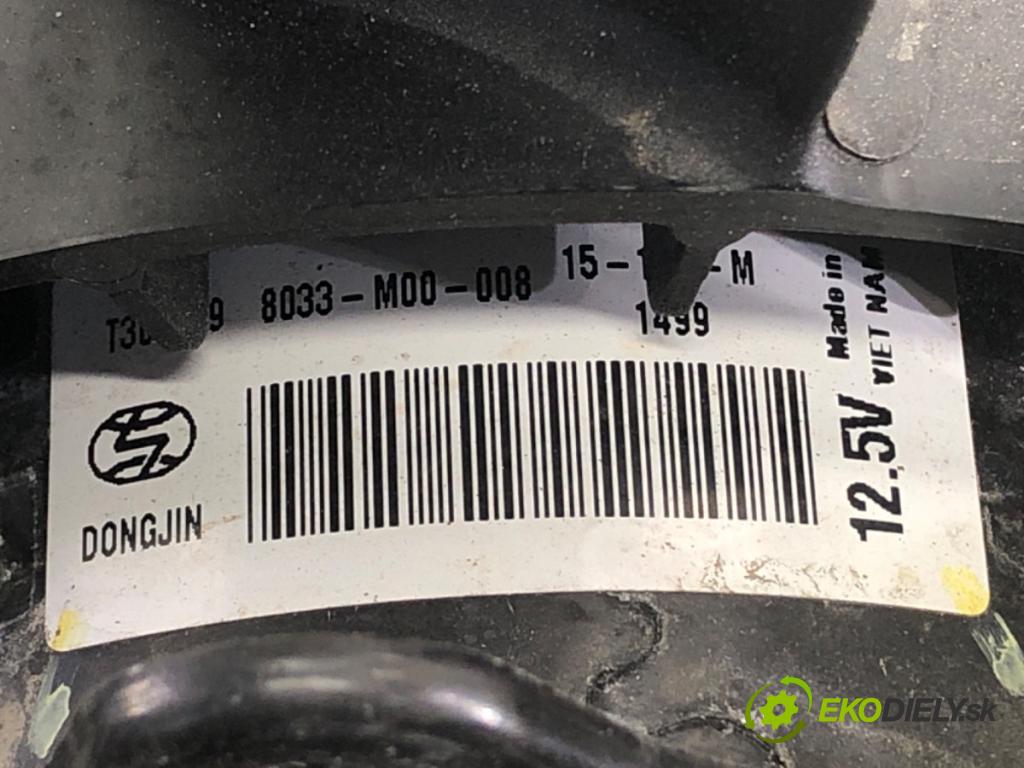 8033-M00-008
1499
DONGJIN
12.5V
Made in
VIET NAM
EKODIELY.sk